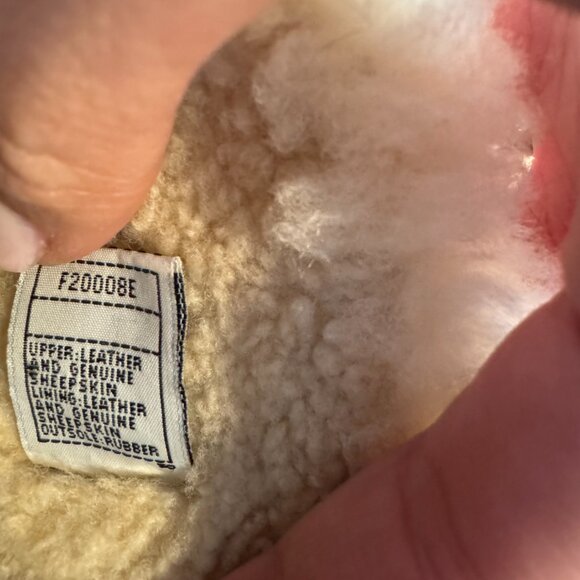 F20008E
UPPER:LEATHER
AND GENUINE
SHEEPSKIN
LINING:LEATHER
AND GENUINE
SHEEPSKIN
OUTSOLE:RUBBER